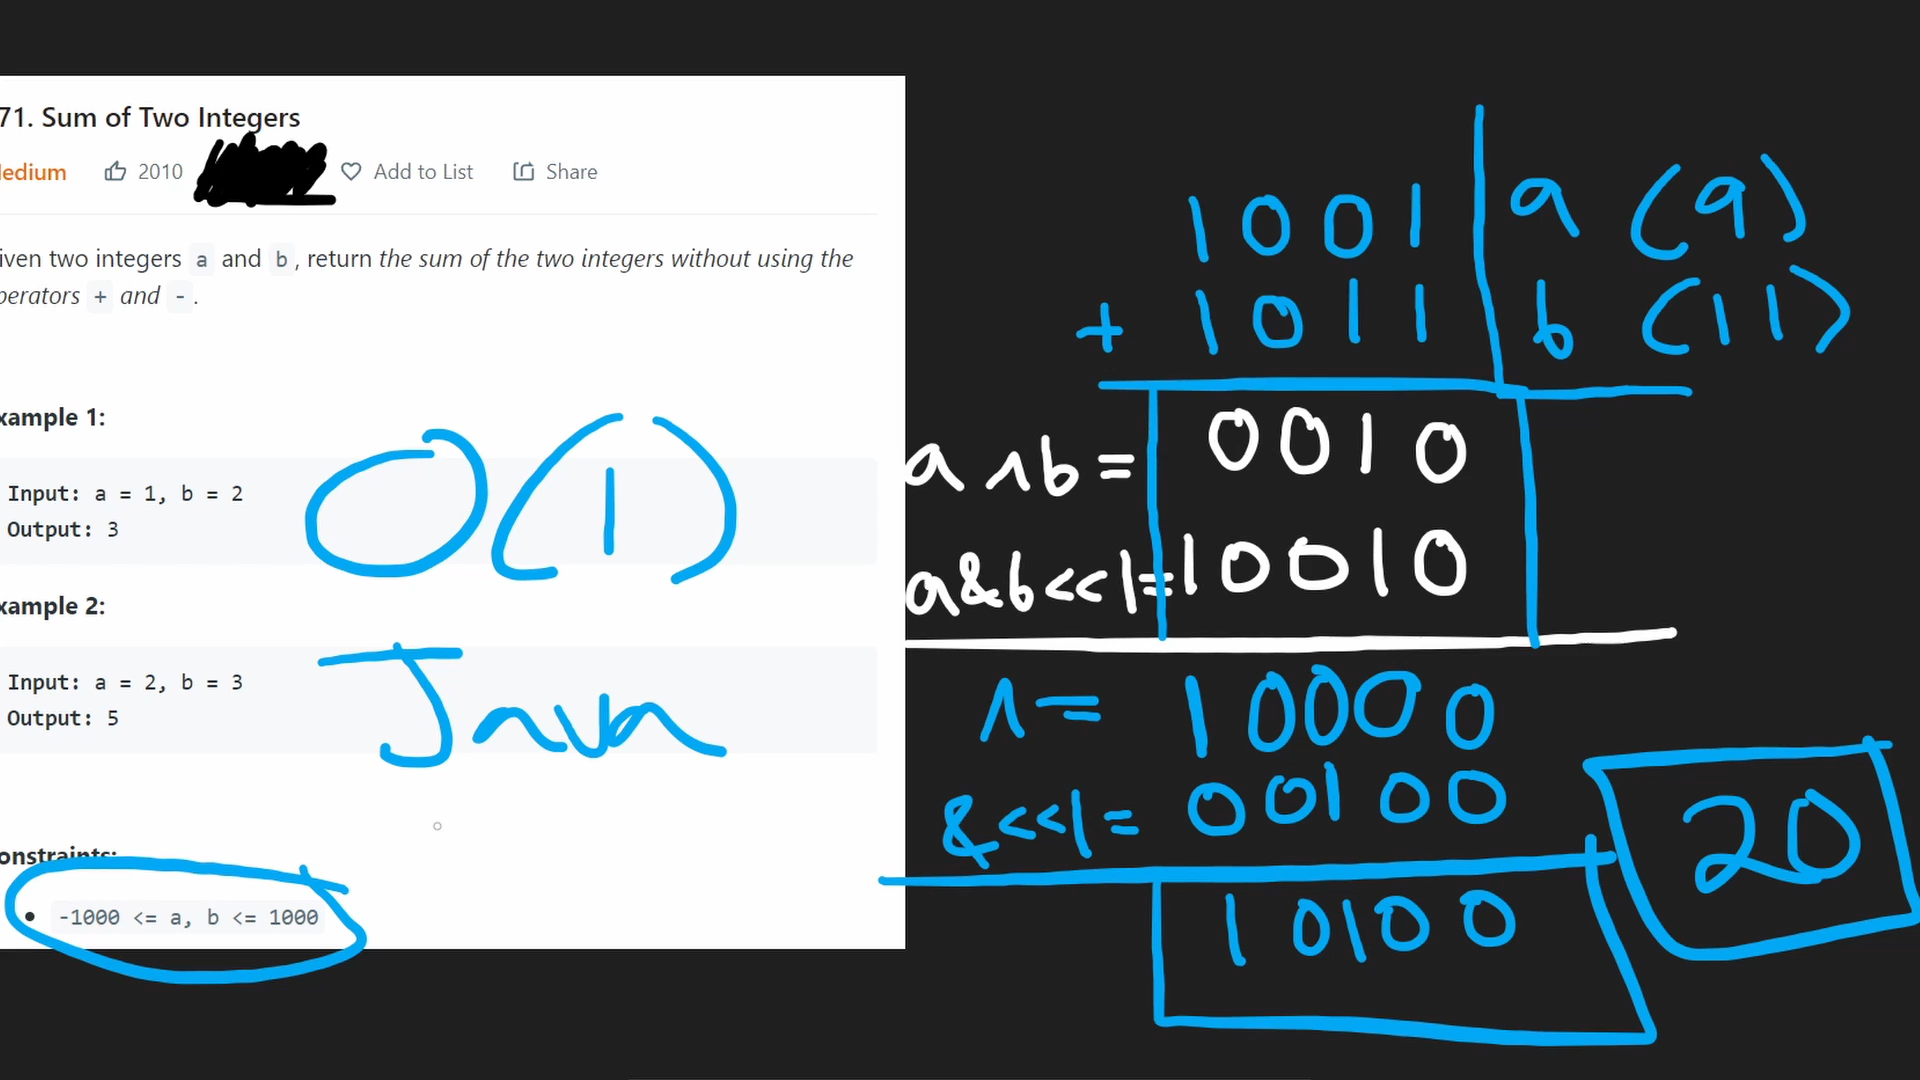 71. Sum of Two Integers
edium 2010 Add to List Share
iven two integers a and b, return the sum of the two integers without using the
perators + and -.
xample 1:
Input: a = 1, b = 2
Output: 3
O(1)
xample 2:
Input: a = 2, b = 3
Output: 5
Java
onstraints:
-1000 <= a, b <= 1000
1001 a (9)
+ 1011 b (11)
a ^ b = 0010
a&b<<1= 10010
^= 10000
&<<1= 00100
10100
20